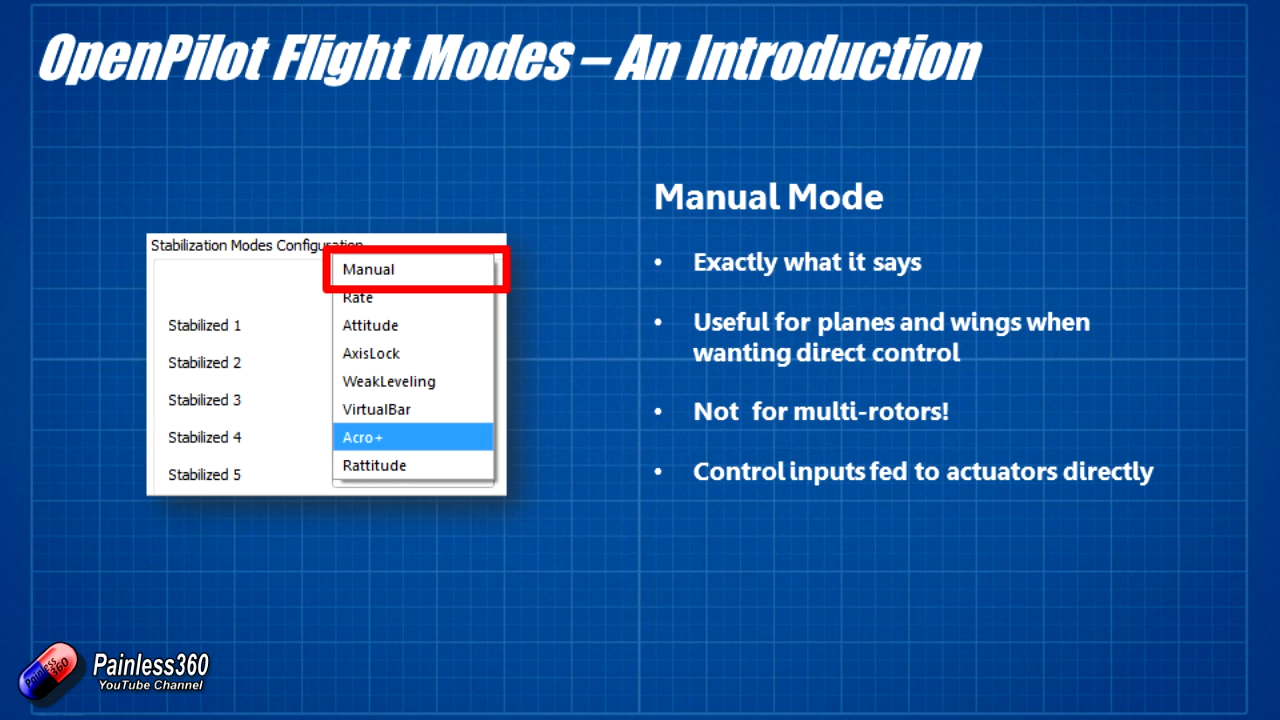 OpenPilot Flight Modes – An Introduction
Stabilization Modes Configuration
Manual
Rate
Stabilized 1
Attitude
AxisLock
Stabilized 2
WeakLeveling
Stabilized 3
VirtualBar
Stabilized 4
Acro+
Rattitude
Stabilized 5
Manual Mode
• Exactly what it says
• Useful for planes and wings when
wanting direct control
• Not for multi-rotors!
• Control inputs fed to actuators directly
Painless 360
Painless360
YouTube Channel